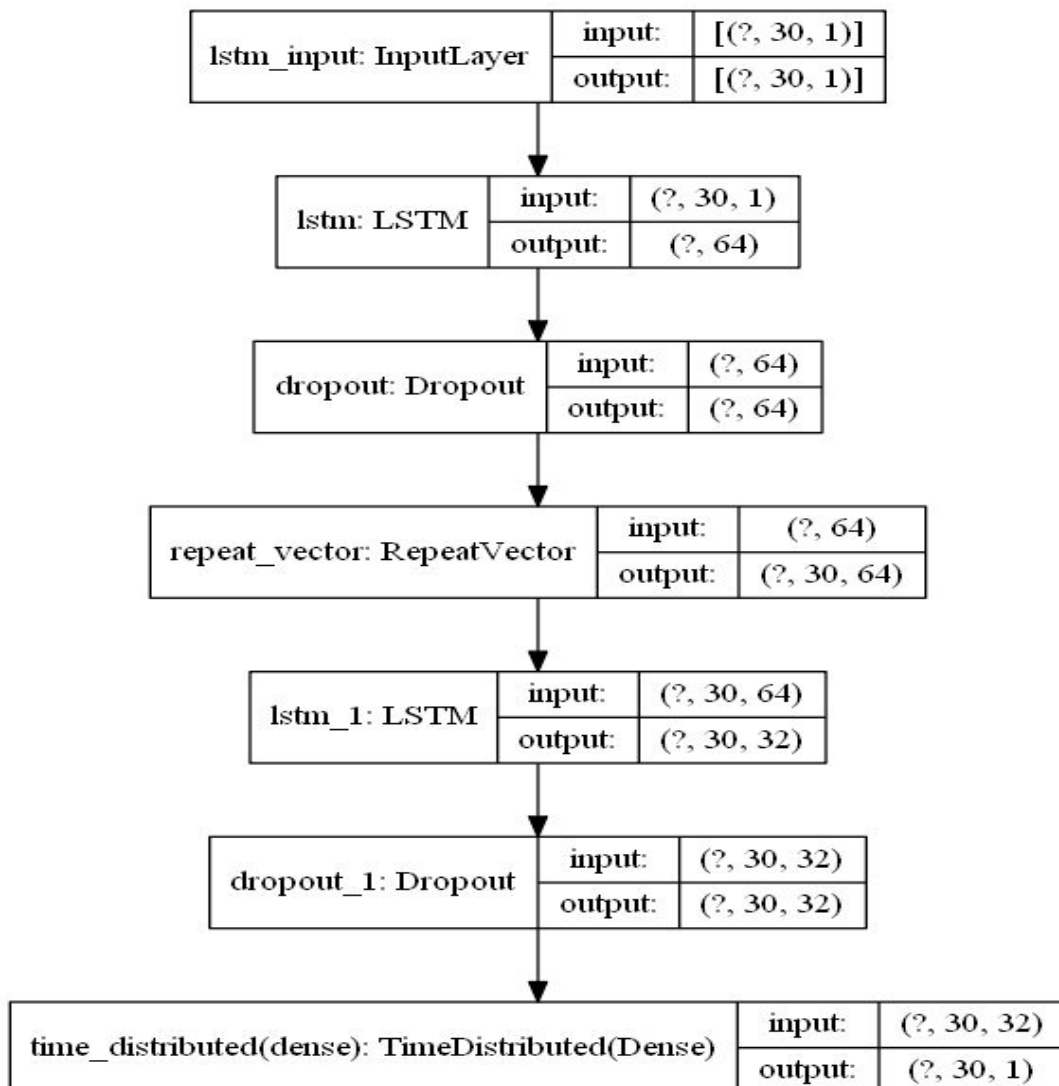 lstm_input: InputLayer
input: [(?, 30, 1)]
output: [(?, 30, 1)]
lstm: LSTM
input: (?, 30, 1)
output: (?, 64)
dropout: Dropout
input: (?, 64)
output: (?, 64)
repeat_vector: RepeatVector
input: (?, 64)
output: (?, 30, 64)
lstm_1: LSTM
input: (?, 30, 64)
output: (?, 30, 32)
dropout_1: Dropout
input: (?, 30, 32)
output: (?, 30, 32)
time_distributed(dense): TimeDistributed(Dense)
input: (?, 30, 32)
output: (?, 30, 1)